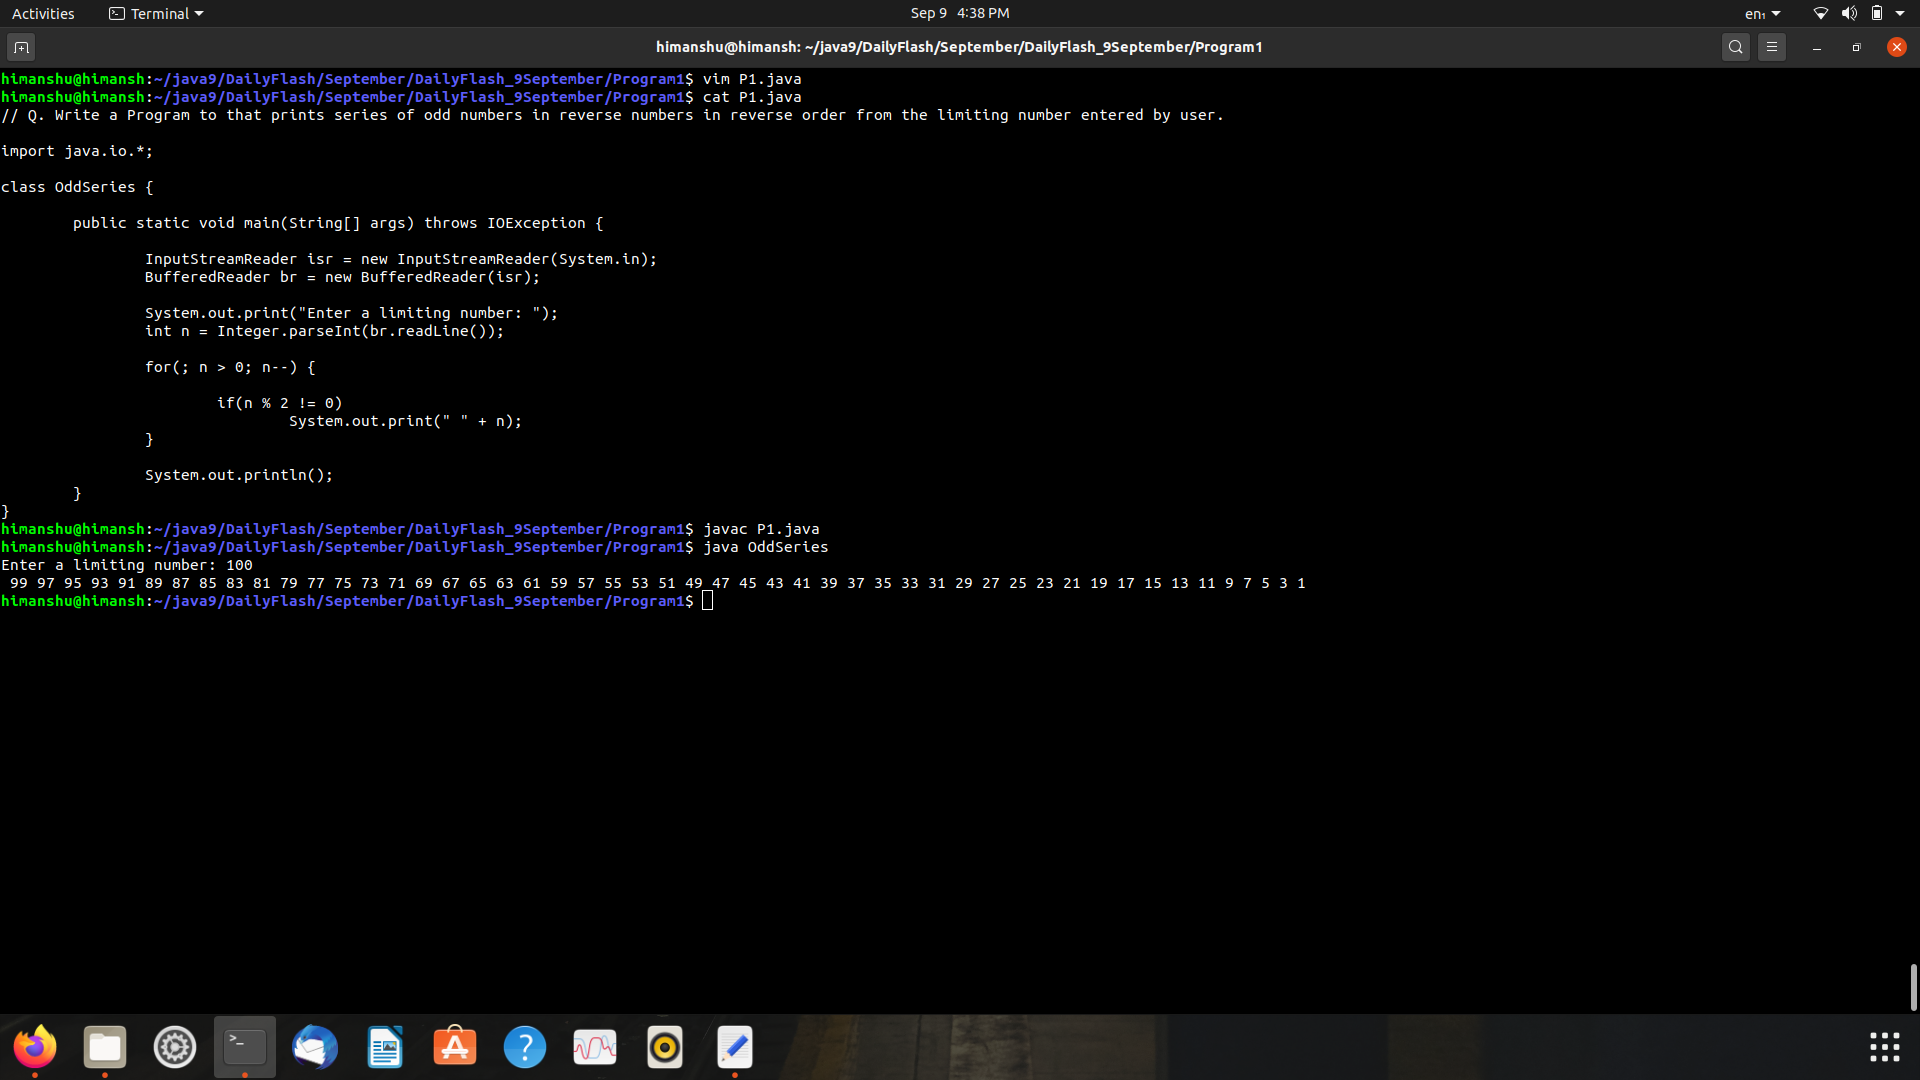 Activities Terminal Sep 9 4:38 PM en₁
himanshu@himansh: ~/java9/DailyFlash/September/DailyFlash_9September/Program1
himanshu@himansh:~/java9/DailyFlash/September/DailyFlash_9September/Program1$ vim P1.java
himanshu@himansh:~/java9/DailyFlash/September/DailyFlash_9September/Program1$ cat P1.java
// Q. Write a Program to that prints series of odd numbers in reverse numbers in reverse order from the limiting number entered by user.
import java.io.*;
class OddSeries {
public static void main(String[] args) throws IOException {
InputStreamReader isr = new InputStreamReader(System.in);
BufferedReader br = new BufferedReader(isr);
System.out.print("Enter a limiting number: ");
int n = Integer.parseInt(br.readLine());
for(; n > 0; n--) {
if(n % 2 != 0)
System.out.print(" " + n);
}
System.out.println();
}
}
himanshu@himansh:~/java9/DailyFlash/September/DailyFlash_9September/Program1$ javac P1.java
himanshu@himansh:~/java9/DailyFlash/September/DailyFlash_9September/Program1$ java OddSeries
Enter a limiting number: 100
99 97 95 93 91 89 87 85 83 81 79 77 75 73 71 69 67 65 63 61 59 57 55 53 51 49 47 45 43 41 39 37 35 33 31 29 27 25 23 21 19 17 15 13 11 9 7 5 3 1
himanshu@himansh:~/java9/DailyFlash/September/DailyFlash_9September/Program1$